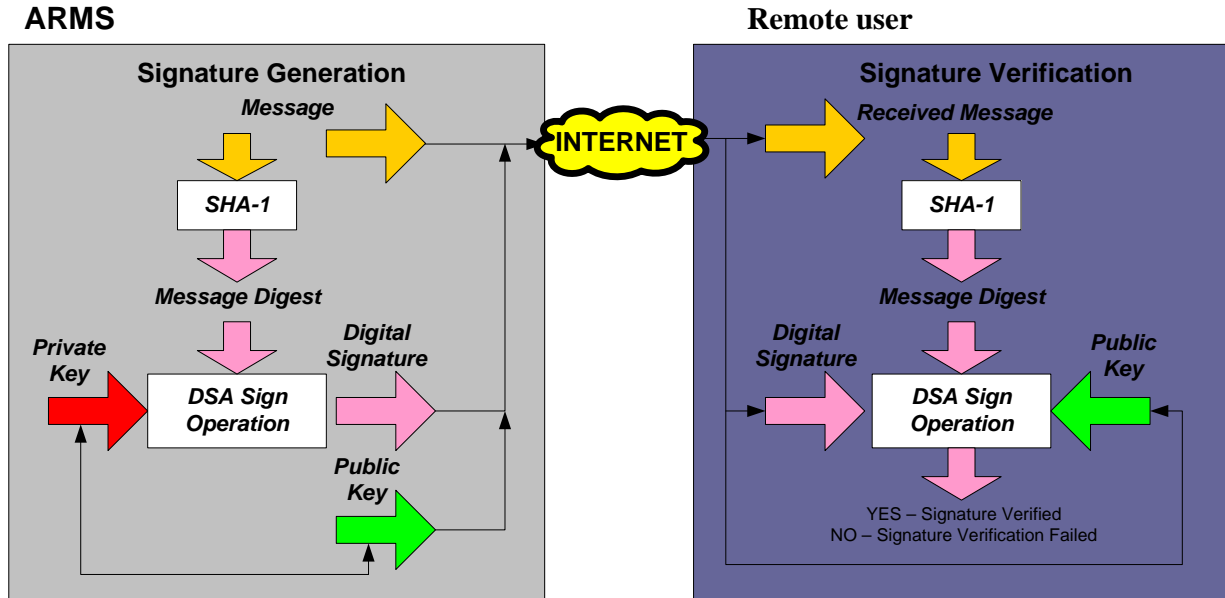 ARMS
Signature Generation
Message
SHA-1
Message Digest
Private
Key
DSA Sign
Operation
Digital
Signature
Public
Key
INTERNET
Remote user
Signature Verification
Received Message
SHA-1
Message Digest
Digital
Signature
DSA Sign
Operation
Public
Key
YES – Signature Verified
NO – Signature Verification Failed